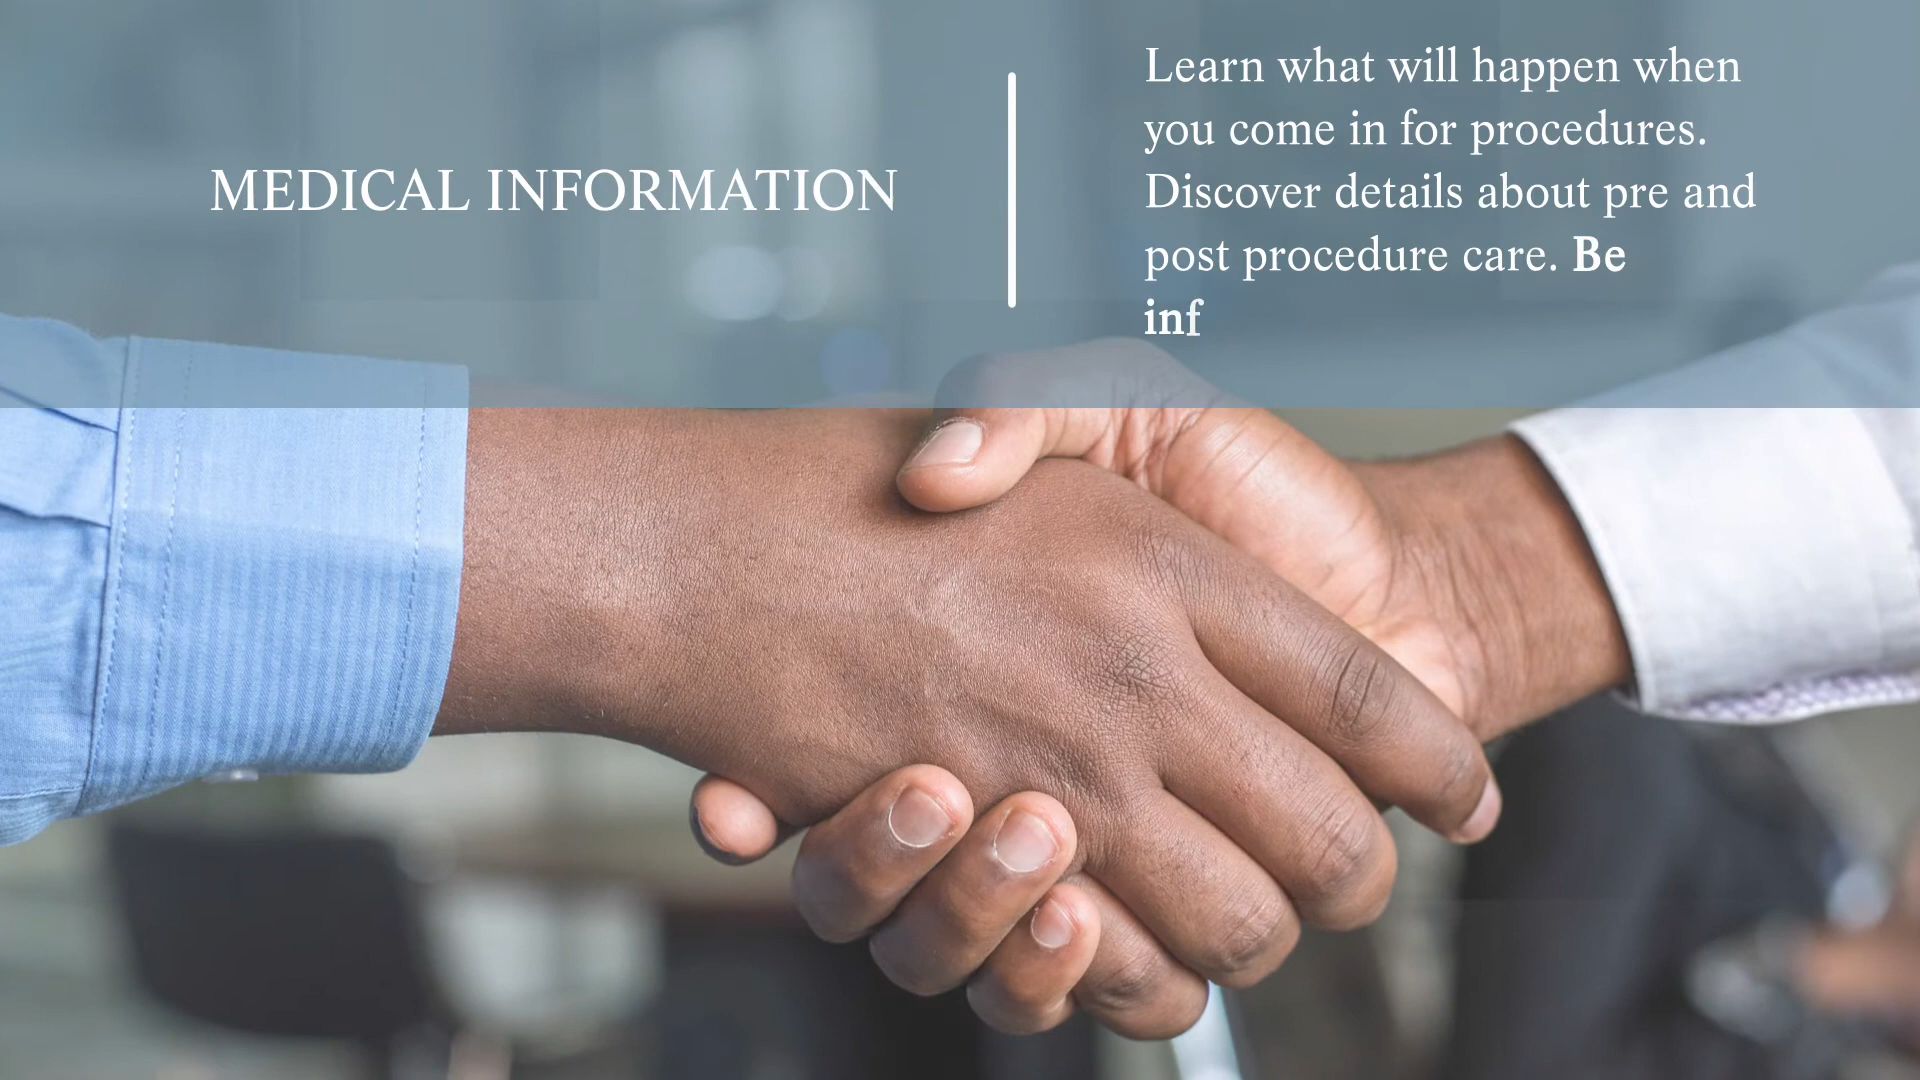 MEDICAL INFORMATION
Learn what will happen when
you come in for procedures.
Discover details about pre and
post procedure care. Be
inf